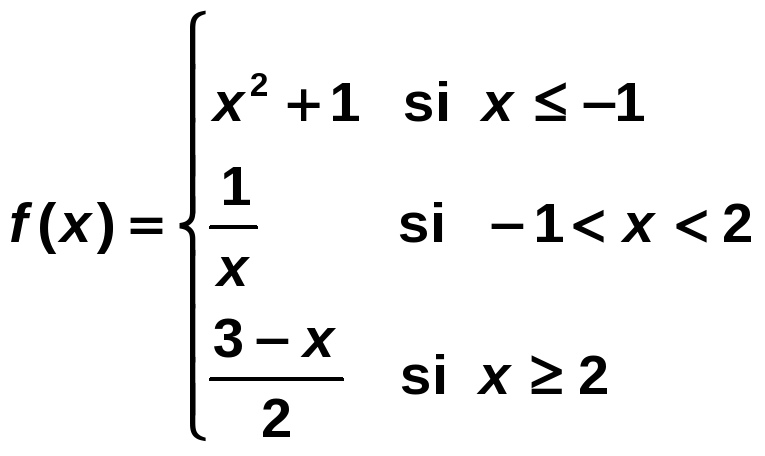 f(x) = { x² + 1 si x ≤ −1
1/x si −1 < x < 2
(3 − x)/2 si x ≥ 2